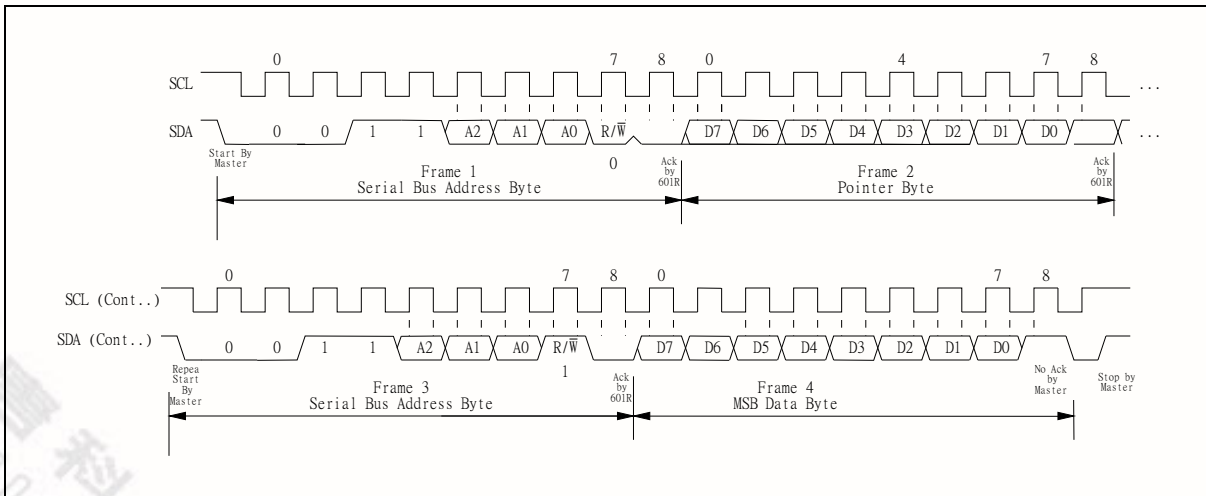 0 7 8 0 4 7 8
SCL ...
SDA 0 0 1 1 A2 A1 A0 R/W̅ D7 D6 D5 D4 D3 D2 D1 D0 ...
Start By
Master
0
Ack
by
601R
Ack
by
601R
Frame 1
Serial Bus Address Byte
Frame 2
Pointer Byte
0 7 8 0 7 8
SCL (Cont..)
SDA (Cont..) 0 0 1 1 A2 A1 A0 R/W̅ D7 D6 D5 D4 D3 D2 D1 D0
Repea
Start
By
Master
1
Ack
by
601R
No Ack
by
Master
Stop by
Master
Frame 3
Serial Bus Address Byte
Frame 4
MSB Data Byte